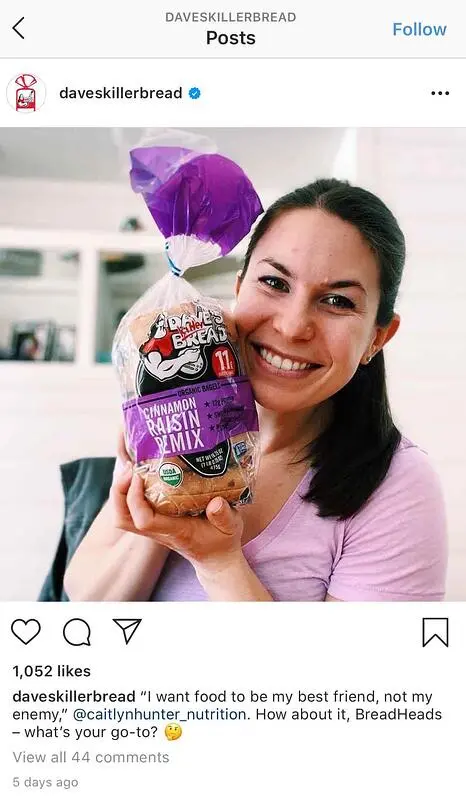 DAVESKILLERBREAD
Posts
Follow
daveskillerbread
DAVE'S
KILLER
BREAD
11g
ORGANIC BAGELS
CINNAMON
RAISIN
REMIX
USDA
ORGANIC
1,052 likes
daveskillerbread “I want food to be my best friend, not my
enemy,” @caitlynhunter_nutrition. How about it, BreadHeads
– what's your go-to? 🤔
View all 44 comments
5 days ago